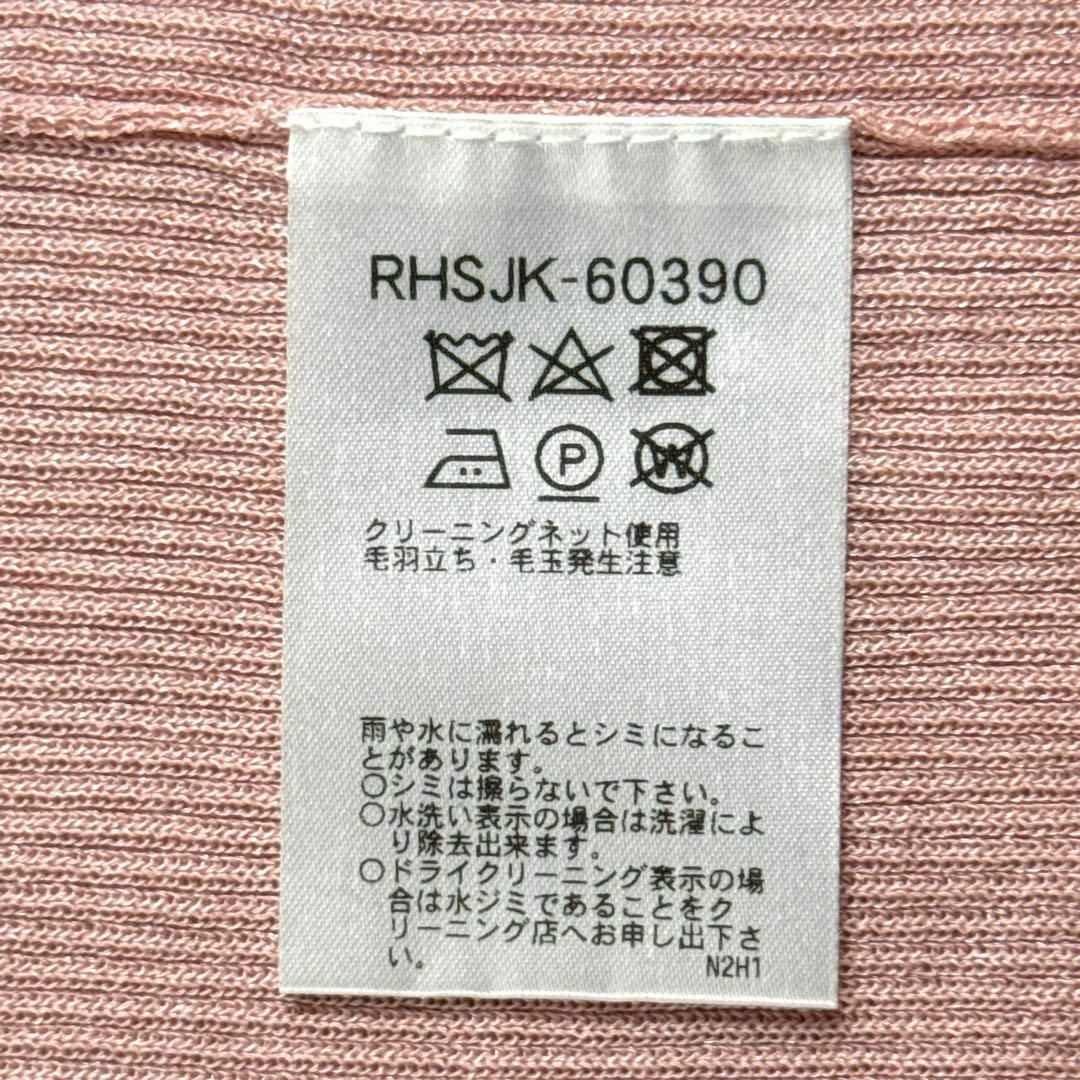 RHSJK-60390
P
W
クリーニングネット使用
毛羽立ち・毛玉発生注意
雨や水に濡れるとシミになるこ
とがあります。
○シミは擦らないで下さい。
○水洗い表示の場合は洗濯によ
り除去出来ます。
○ドライクリーニング表示の場
合は水ジミであることをク
リーニング店へお申し出下さ
い。
N2H1